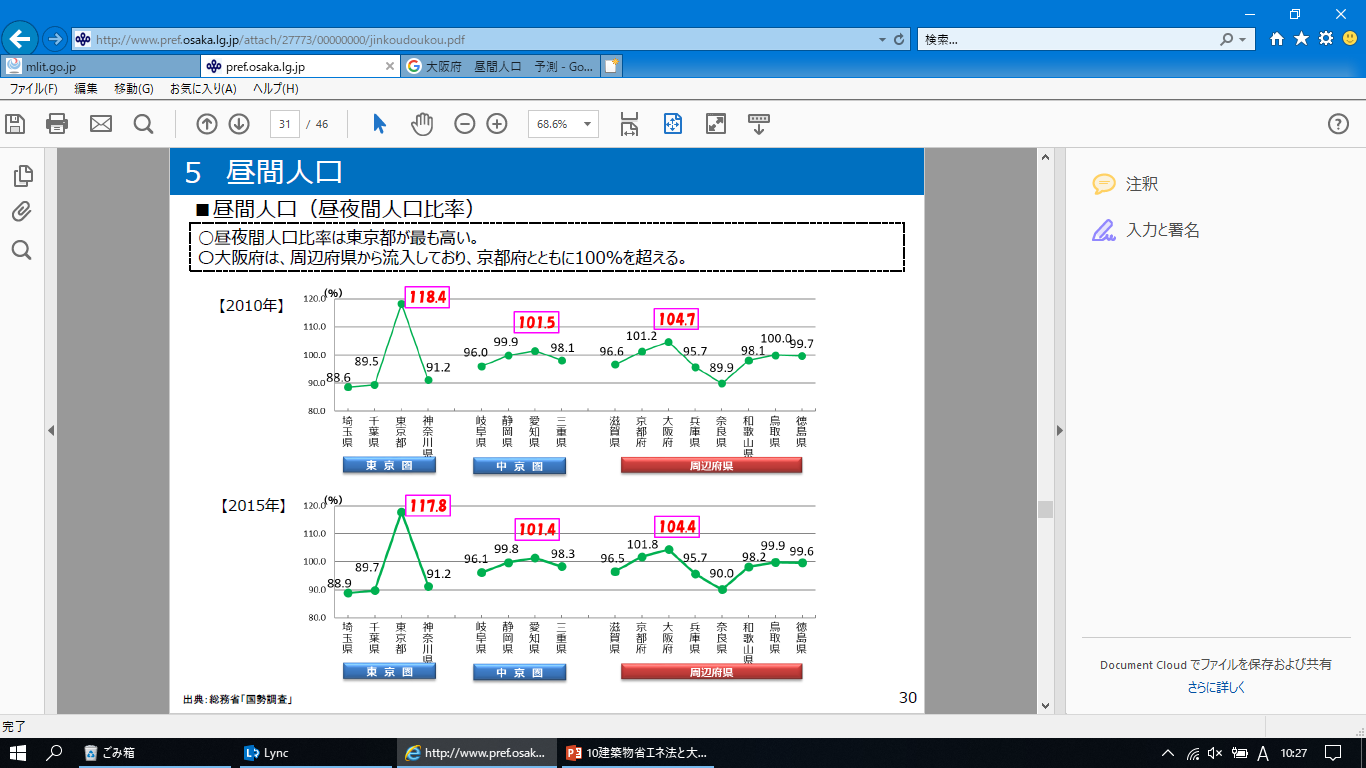 http://www.pref.osaka.lg.jp/attach/27773/00000000/jinkoudoukou.pdf
検索...
mlit.go.jp
pref.osaka.lg.jp
大阪府 昼間人口 予測 - Go...
ファイル(F) 編集 移動(G) お気に入り(A) ヘルプ(H)
31 / 46
68.6%
5 昼間人口
■昼間人口（昼夜間人口比率）
○昼夜間人口比率は東京都が最も高い。
○大阪府は、周辺府県から流入しており、京都府とともに100％を超える。
【2010年】
(%)
120.0
110.0
100.0
90.0
80.0
88.6 89.5 118.4 91.2 96.0 99.9 101.5 98.1 96.6 101.2 104.7 95.7 89.9 98.1 100.0 99.7
埼玉県 千葉県 東京都 神奈川県 岐阜県 静岡県 愛知県 三重県 滋賀県 京都府 大阪府 兵庫県 奈良県 和歌山県 鳥取県 徳島県
東京圏 中京圏 周辺府県
【2015年】
(%)
120.0
110.0
100.0
90.0
80.0
88.9 89.7 117.8 91.2 96.1 99.8 101.4 98.3 96.5 101.8 104.4 95.7 90.0 98.2 99.9 99.6
埼玉県 千葉県 東京都 神奈川県 岐阜県 静岡県 愛知県 三重県 滋賀県 京都府 大阪府 兵庫県 奈良県 和歌山県 鳥取県 徳島県
東京圏 中京圏 周辺府県
出典：総務省「国勢調査」
30
注釈
入力と署名
Document Cloud でファイルを保存および共有
さらに詳しく
完了
ごみ箱
Lync
http://www.pref.osak...
10建築物省エネ法と大...
A
10:27